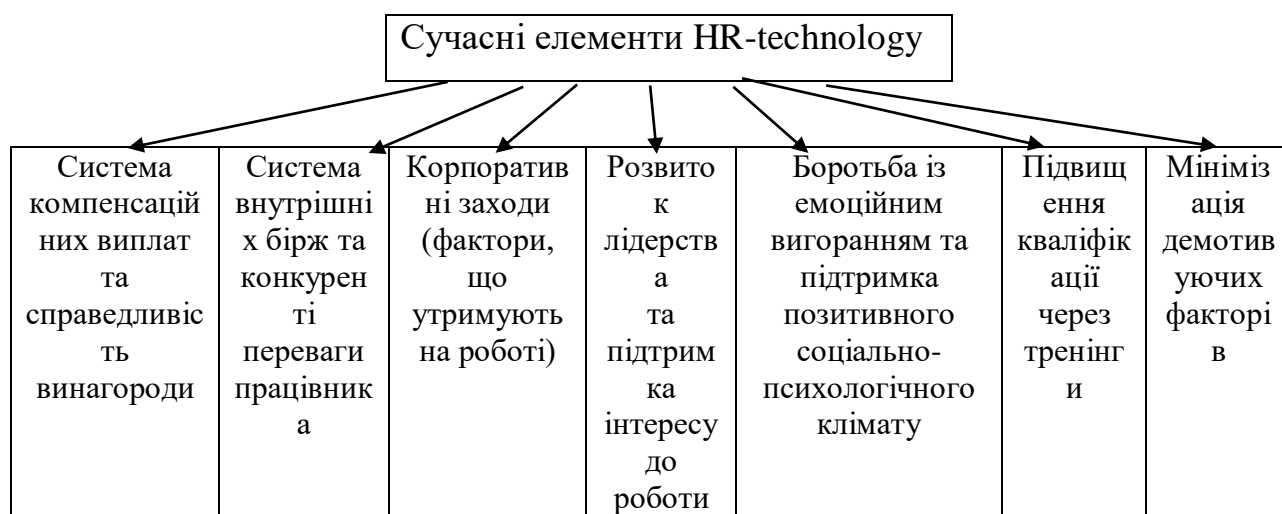 Сучасні елементи HR-technology
Система
компенсацій
них виплат
та
справедливіс
ть
винагороди
Система
внутрішні
х бірж та
конкурен
ті
переваги
працівник
а
Корпоратив
ні заходи
(фактори,
що
утримують
на роботі)
Розвито
к
лідерств
а
та
підтрим
ка
інтересу
до
роботи
Боротьба із
емоційним
вигоранням та
підтримка
позитивного
соціально-
психологічного
клімату
Підвищ
ення
кваліфік
ації
через
тренінг
и
Мініміз
ація
демотив
уючих
факторі
в